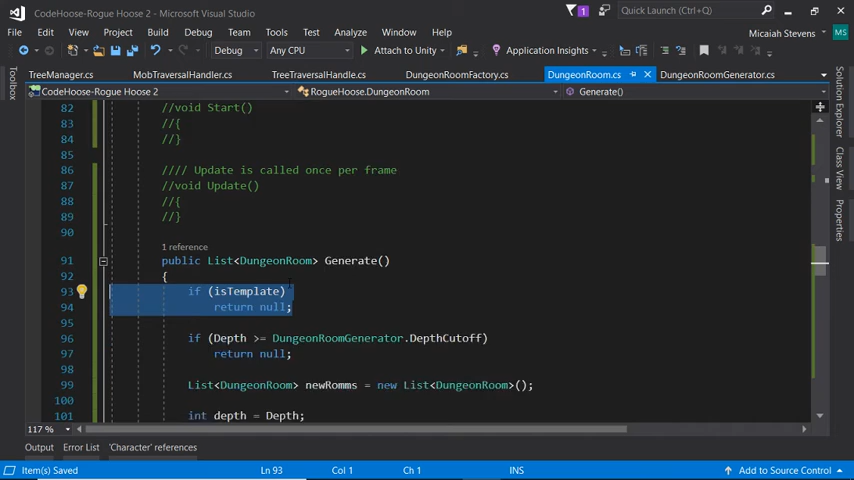 CodeHoose-Rogue Hoose 2 - Microsoft Visual Studio
1
Quick Launch (Ctrl+Q)
File Edit View Project Build Debug Team Tools Test Analyze Window Help
Micaiah Stevens MS
Debug Any CPU Attach to Unity Application Insights
TreeManager.cs MobTraversalHandler.cs TreeTraversalHandle.cs DungeonRoomFactory.cs DungeonRoom.cs DungeonRoomGenerator.cs
CodeHoose-Rogue Hoose 2 RogueHoose.DungeonRoom Generate()
Toolbox
Solution Explorer
Class View
Properties
82 //void Start()
83 //{
84 //}
85
86 //// Update is called once per frame
87 //void Update()
88 //{
89 //}
90
1 reference
91 public List<DungeonRoom> Generate()
92 {
93 if (isTemplate)
94 return null;
95
96 if (Depth >= DungeonRoomGenerator.DepthCutoff)
97 return null;
98
99 List<DungeonRoom> newRomms = new List<DungeonRoom>();
100
101 int depth = Depth;
117 %
Output Error List 'Character' references
Item(s) Saved Ln 93 Col 1 Ch 1 INS Add to Source Control